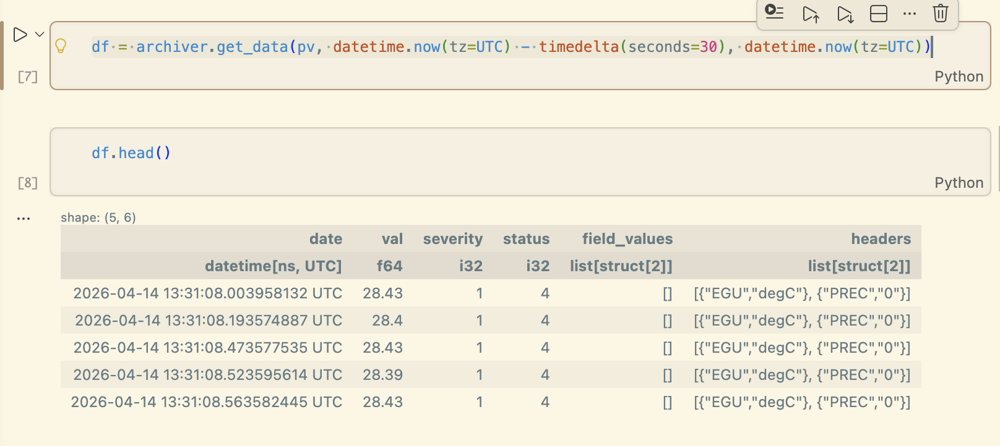 df = archiver.get_data(pv, datetime.now(tz=UTC) - timedelta(seconds=30), datetime.now(tz=UTC))
[7]
Python
df.head()
[8]
Python
shape: (5, 6)
date val severity status field_values headers
datetime[ns, UTC] f64 i32 i32 list[struct[2]] list[struct[2]]
2026-04-14 13:31:08.003958132 UTC 28.43 1 4 [] [{"EGU","degC"}, {"PREC","0"}]
2026-04-14 13:31:08.193574887 UTC 28.4 1 4 [] [{"EGU","degC"}, {"PREC","0"}]
2026-04-14 13:31:08.473577535 UTC 28.43 1 4 [] [{"EGU","degC"}, {"PREC","0"}]
2026-04-14 13:31:08.523595614 UTC 28.39 1 4 [] [{"EGU","degC"}, {"PREC","0"}]
2026-04-14 13:31:08.563582445 UTC 28.43 1 4 [] [{"EGU","degC"}, {"PREC","0"}]